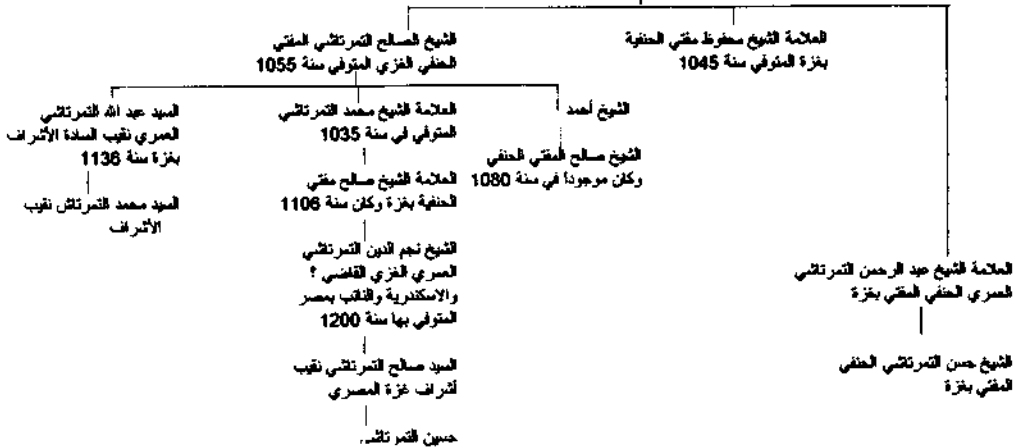 العلامة الشيخ محفوظ مفتي الحنفية
بغزة المتوفي سنة 1045
الشيخ الصالح التمرتاشي المفتي
الحنفي الغزي المتوفي سنة 1055
الشيخ أحمد
الشيخ صالح المفتي الحنفي
وكان موجوداً في سنة 1080
العلامة الشيخ محمد التمرتاشي
المتوفي في سنة 1035
العلامة الشيخ صالح مفتي
الحنفية بغزة وكان سنة 1106
الشيخ نجم الدين التمرتاشي
العمري الغزي القاضي ؟
والاسكندرية والنائب بمصر
المتوفي بها سنة 1200
السيد صالح التمرتاشي نقيب
أشراف غزة المصري
حسين التمرتاشي
السيد عبد الله التمرتاشي
العمري نقيب السادة الأشراف
بغزة سنة 1136
السيد محمد التمرتاش نقيب
الأشراف
العلامة الشيخ عبد الرحمن التمرتاشي
العمري الحنفي المفتي بغزة
الشيخ حسن التمرتاشي الحنفي
المفتي بغزة